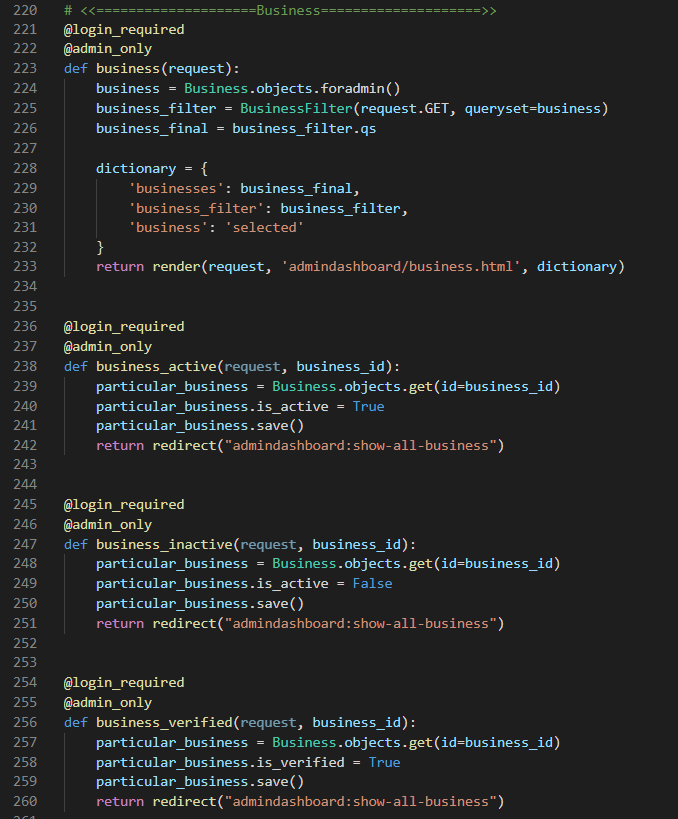 220 # <<====================Business====================>>
221 @login_required
222 @admin_only
223 def business(request):
224     business = Business.objects.foradmin()
225     business_filter = BusinessFilter(request.GET, queryset=business)
226     business_final = business_filter.qs
227
228     dictionary = {
229         'businesses': business_final,
230         'business_filter': business_filter,
231         'business': 'selected'
232     }
233     return render(request, 'admindashboard/business.html', dictionary)
234
235
236 @login_required
237 @admin_only
238 def business_active(request, business_id):
239     particular_business = Business.objects.get(id=business_id)
240     particular_business.is_active = True
241     particular_business.save()
242     return redirect("admindashboard:show-all-business")
243
244
245 @login_required
246 @admin_only
247 def business_inactive(request, business_id):
248     particular_business = Business.objects.get(id=business_id)
249     particular_business.is_active = False
250     particular_business.save()
251     return redirect("admindashboard:show-all-business")
252
253
254 @login_required
255 @admin_only
256 def business_verified(request, business_id):
257     particular_business = Business.objects.get(id=business_id)
258     particular_business.is_verified = True
259     particular_business.save()
260     return redirect("admindashboard:show-all-business")